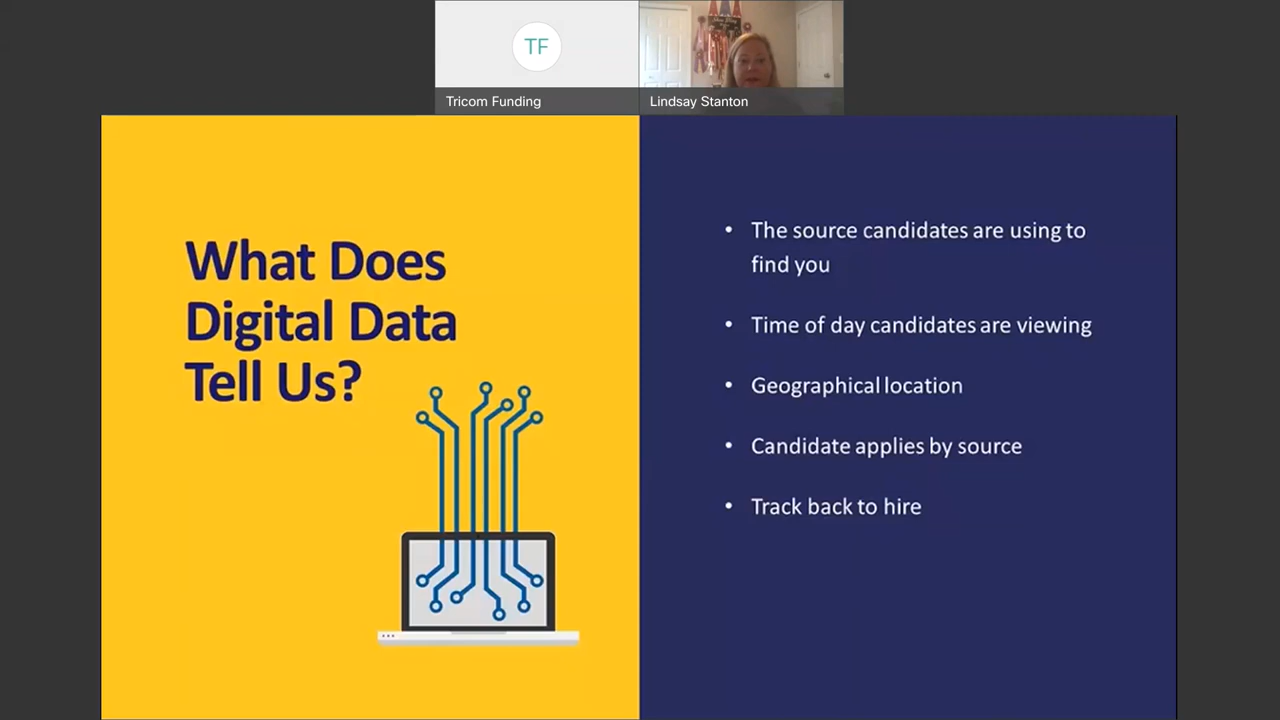 TF
Tricom Funding
Lindsay Stanton
What Does
Digital Data
Tell Us?
• The source candidates are using to
find you
• Time of day candidates are viewing
• Geographical location
• Candidate applies by source
• Track back to hire